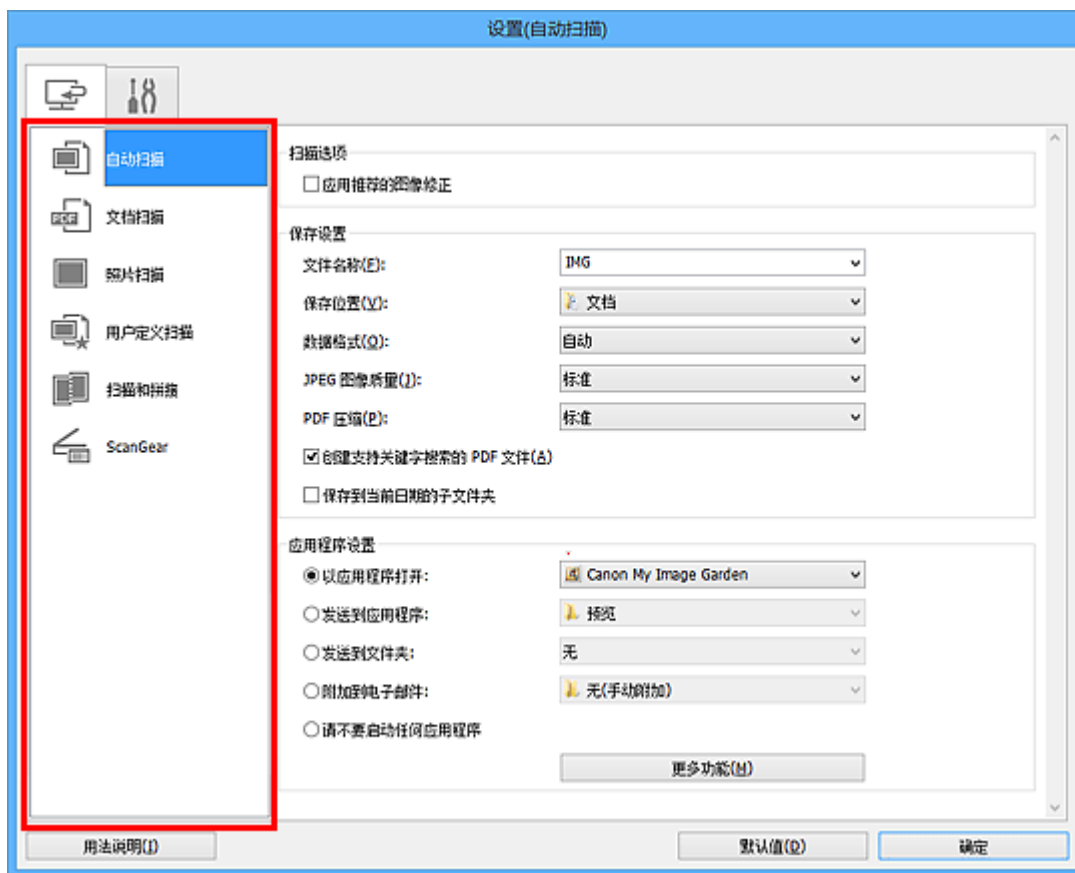 设置(自动扫描)
自动扫描
PDF 文档扫描
照片扫描
用户定义扫描
扫描和拼接
ScanGear
扫描选项
应用推荐的图像修正
保存设置
文件名称(F): IMG
保存位置(V): 文档
数据格式(O): 自动
JPEG 图像质量(J): 标准
PDF 压缩(P): 标准
创建支持关键字搜索的 PDF 文件(A)
保存到当前日期的子文件夹
应用程序设置
以应用程序打开: Canon My Image Garden
发送到应用程序: 预览
发送到文件夹: 无
附加到电子邮件: 无(手动附加)
请不要启动任何应用程序
更多功能(M)
用法说明(I) 默认值(D) 确定